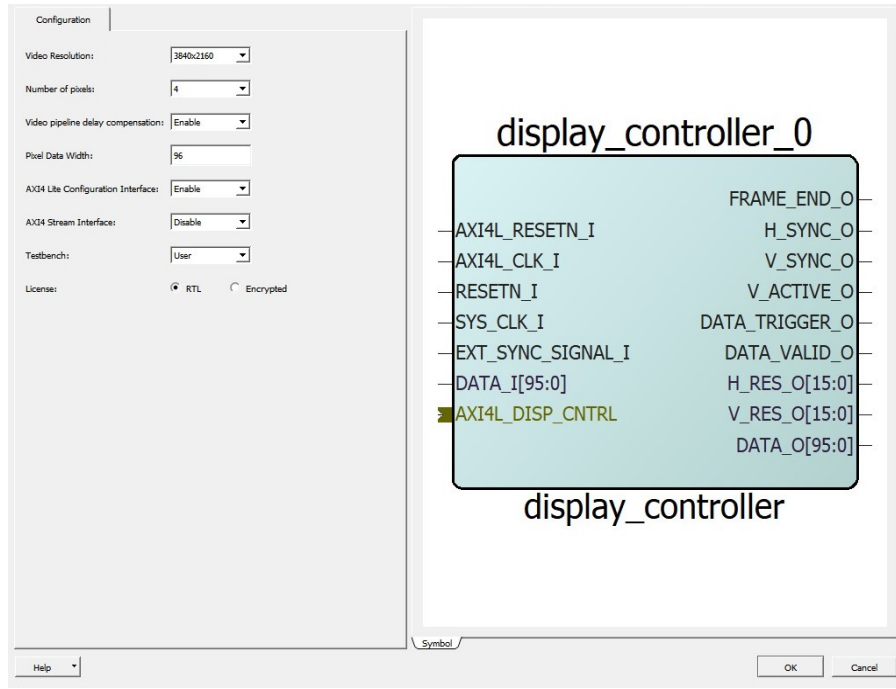 Configuration
Video Resolution: 3840x2160
Number of pixels: 4
Video pipeline delay compensation: Enable
Pixel Data Width: 96
AXI4 Lite Configuration Interface: Enable
AXI4 Stream Interface: Disable
Testbench: User
License: RTL Encrypted
display_controller_0
FRAME_END_O
AXI4L_RESETN_I H_SYNC_O
AXI4L_CLK_I V_SYNC_O
RESETN_I V_ACTIVE_O
SYS_CLK_I DATA_TRIGGER_O
EXT_SYNC_SIGNAL_I DATA_VALID_O
DATA_I[95:0] H_RES_O[15:0]
AXI4L_DISP_CNTRL V_RES_O[15:0]
DATA_O[95:0]
display_controller
Symbol
Help OK Cancel